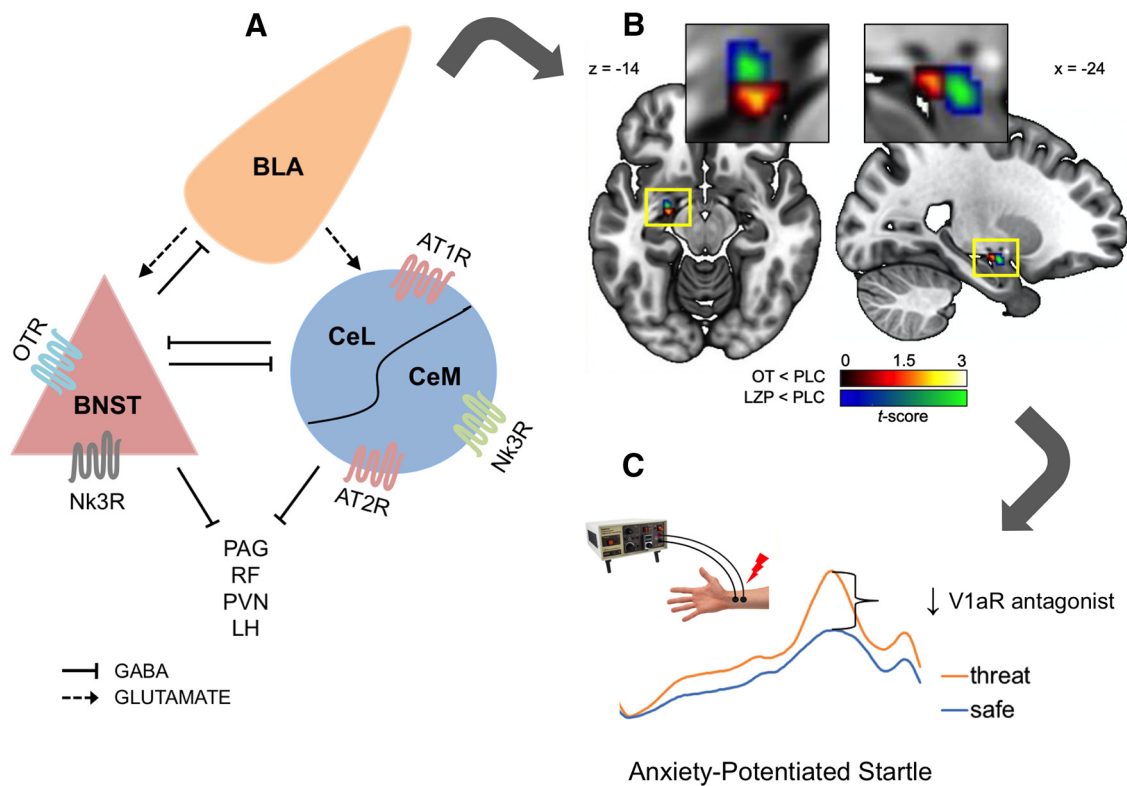 A
BLA
AT1R
CeL
CeM
OTR
BNST
Nk3R
Nk3R
AT2R
PAG
RF
PVN
LH
GABA
GLUTAMATE
B
z = -14
x = -24
0 1.5 3
OT < PLC
LZP < PLC
t-score
C
↓ V1aR antagonist
threat
safe
Anxiety-Potentiated Startle